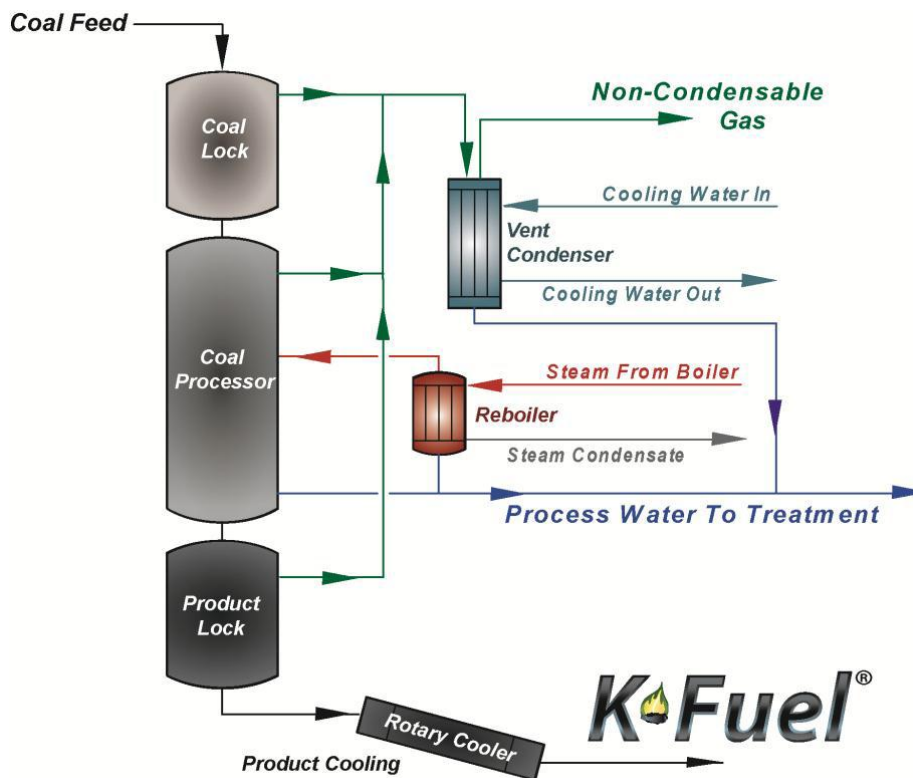 Coal Feed
Coal
Lock
Non-Condensable
Gas
Cooling Water In
Vent
Condenser
Cooling Water Out
Coal
Processor
Steam From Boiler
Reboiler
Steam Condensate
Process Water To Treatment
Product
Lock
Rotary Cooler
Product Cooling
K Fuel®